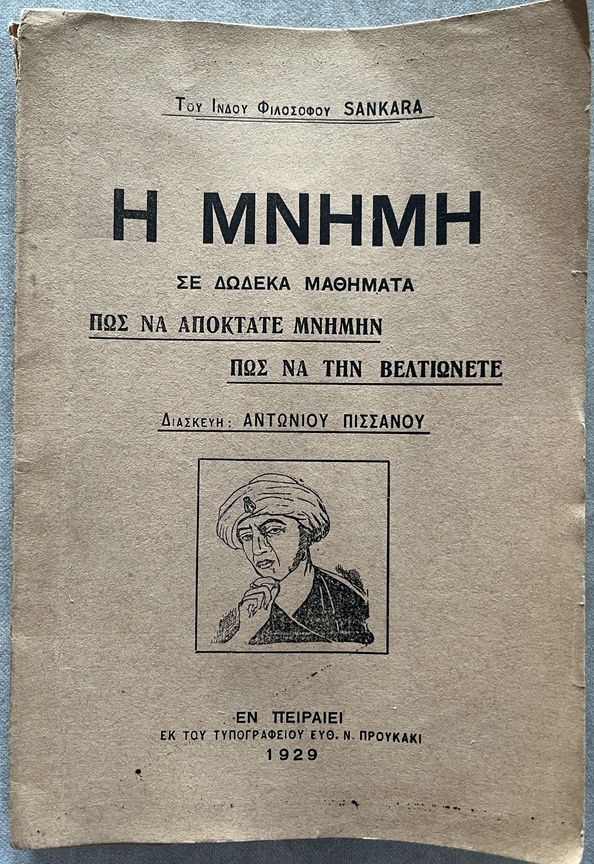 Του Ινδου Φιλοσοφου SANKARA
Η ΜΝΗΜΗ
ΣΕ ΔΩΔΕΚΑ ΜΑΘΗΜΑΤΑ
ΠΩΣ ΝΑ ΑΠΟΚΤΑΤΕ ΜΝΗΜΗΝ
ΠΩΣ ΝΑ ΤΗΝ ΒΕΛΤΙΩΝΕΤΕ
Διασκευη: ΑΝΤΩΝΙΟΥ ΠΙΣΣΑΝΟΥ
ΕΝ ΠΕΙΡΑΙΕΙ
ΕΚ ΤΟΥ ΤΥΠΟΓΡΑΦΕΙΟΥ ΕΥΘ. Ν. ΠΡΟΥΚΑΚΙ
1929